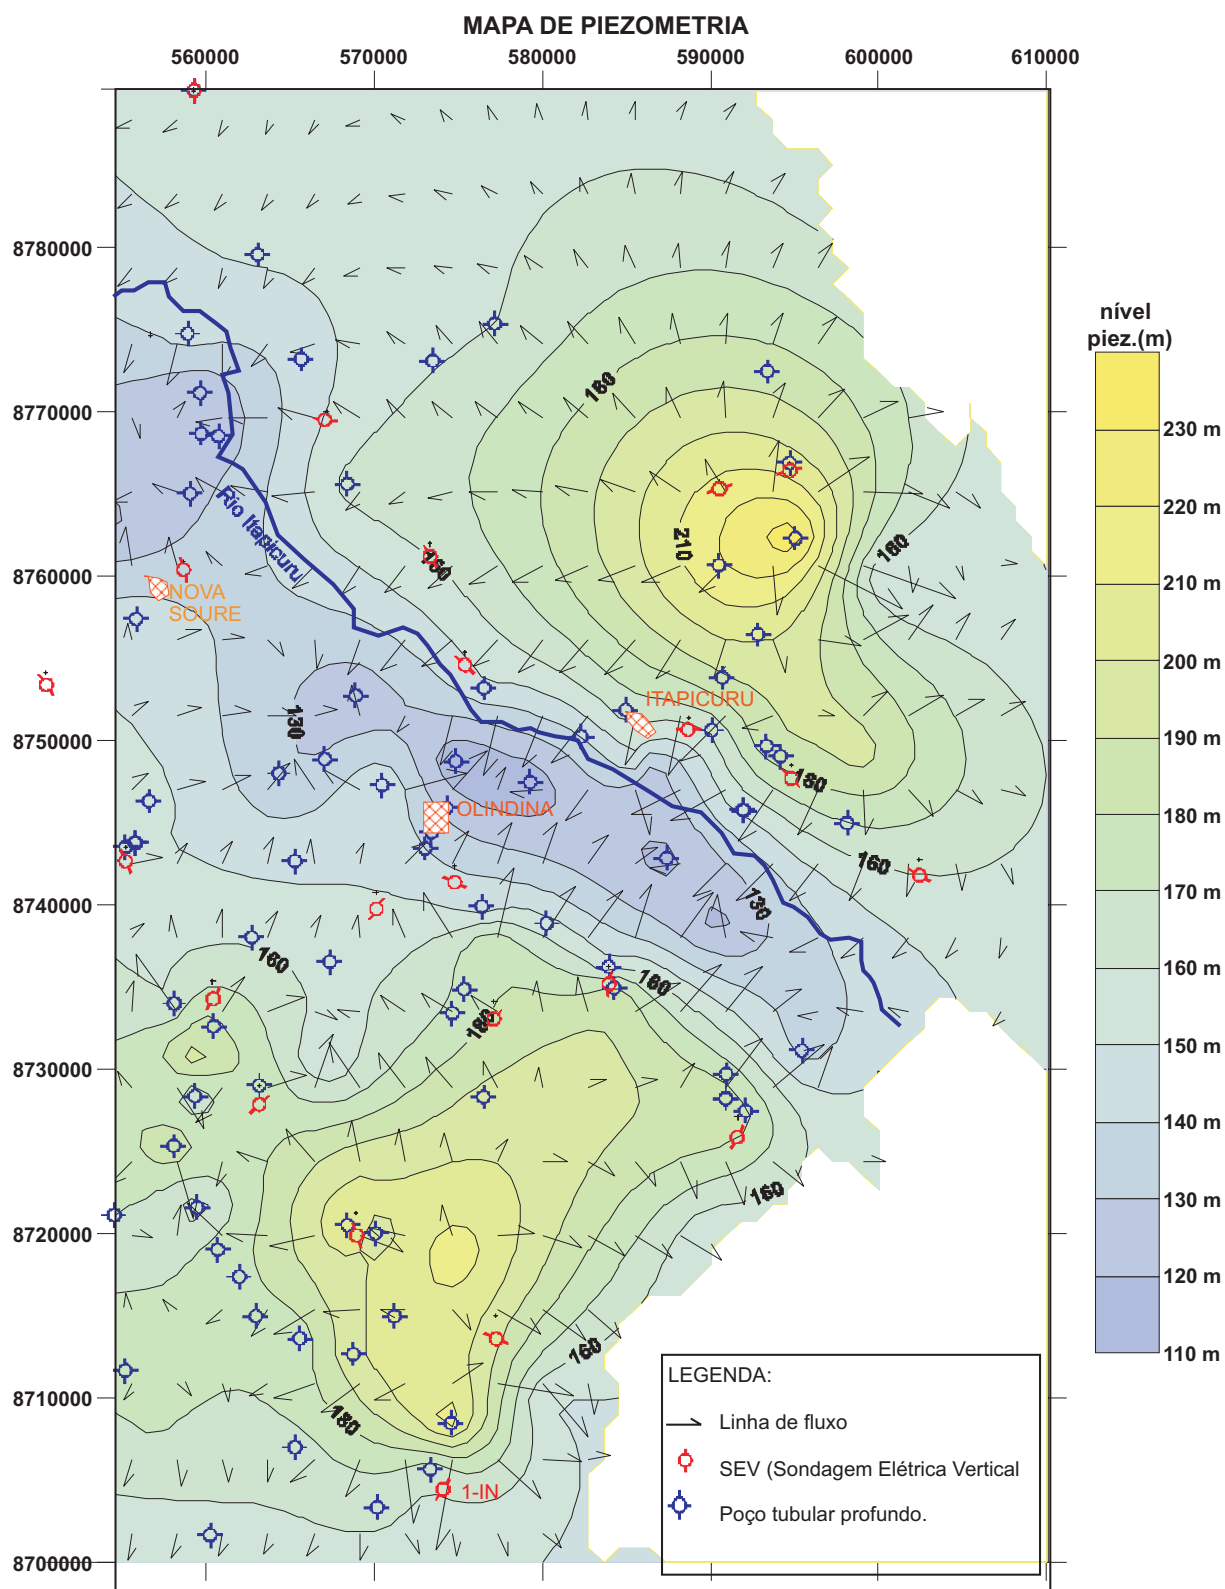 MAPA DE PIEZOMETRIA
560000 570000 580000 590000 600000 610000
8780000
8770000
8760000
8750000
8740000
8730000
8720000
8710000
8700000
180
210
160
150
Rio Itapicuru
NOVA
SOURE
ITAPICURU
130
180
OLINDINA
160
130
160
160
180
160
160
180
1-IN
nível
piez.(m)
230 m
220 m
210 m
200 m
190 m
180 m
170 m
160 m
150 m
140 m
130 m
120 m
110 m
LEGENDA:
Linha de fluxo
SEV (Sondagem Elétrica Vertical
Poço tubular profundo.